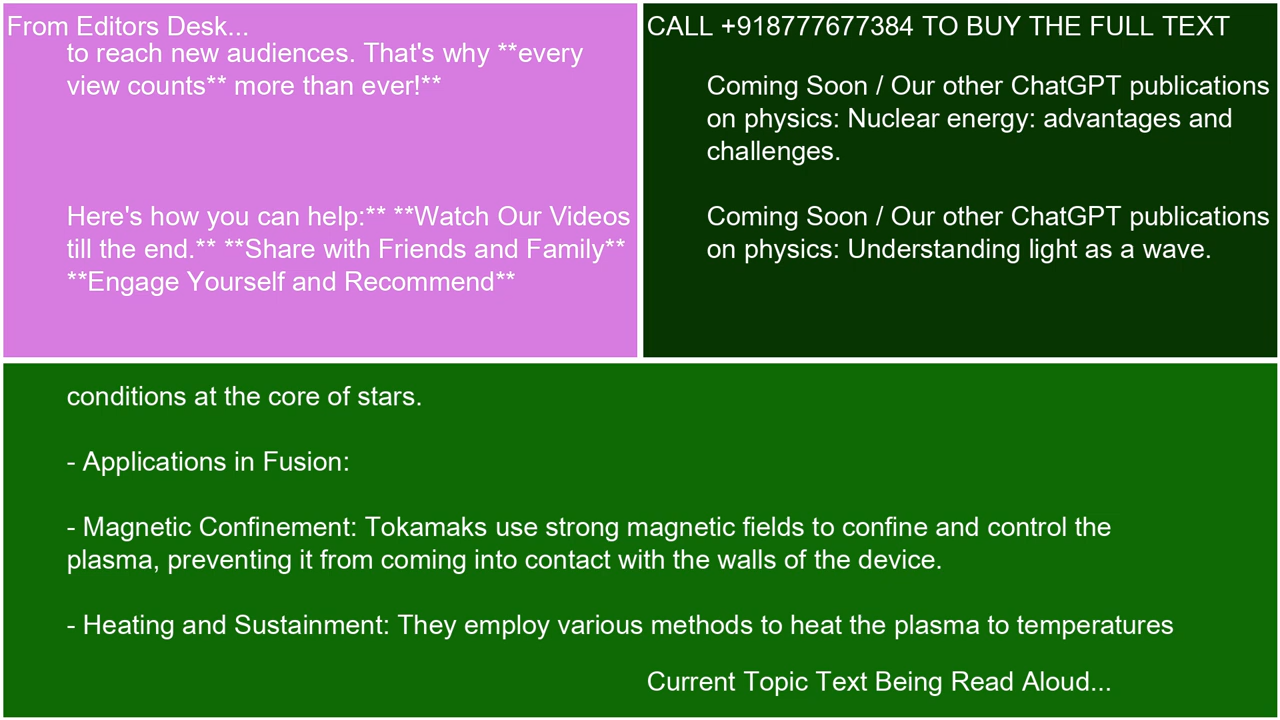 From Editors Desk...
to reach new audiences. That's why **every
view counts** more than ever!**
Here's how you can help:** **Watch Our Videos
till the end.** **Share with Friends and Family**
**Engage Yourself and Recommend**
CALL +918777677384 TO BUY THE FULL TEXT
Coming Soon / Our other ChatGPT publications
on physics: Nuclear energy: advantages and
challenges.
Coming Soon / Our other ChatGPT publications
on physics: Understanding light as a wave.
conditions at the core of stars.
- Applications in Fusion:
- Magnetic Confinement: Tokamaks use strong magnetic fields to confine and control the
plasma, preventing it from coming into contact with the walls of the device.
- Heating and Sustainment: They employ various methods to heat the plasma to temperatures
Current Topic Text Being Read Aloud...